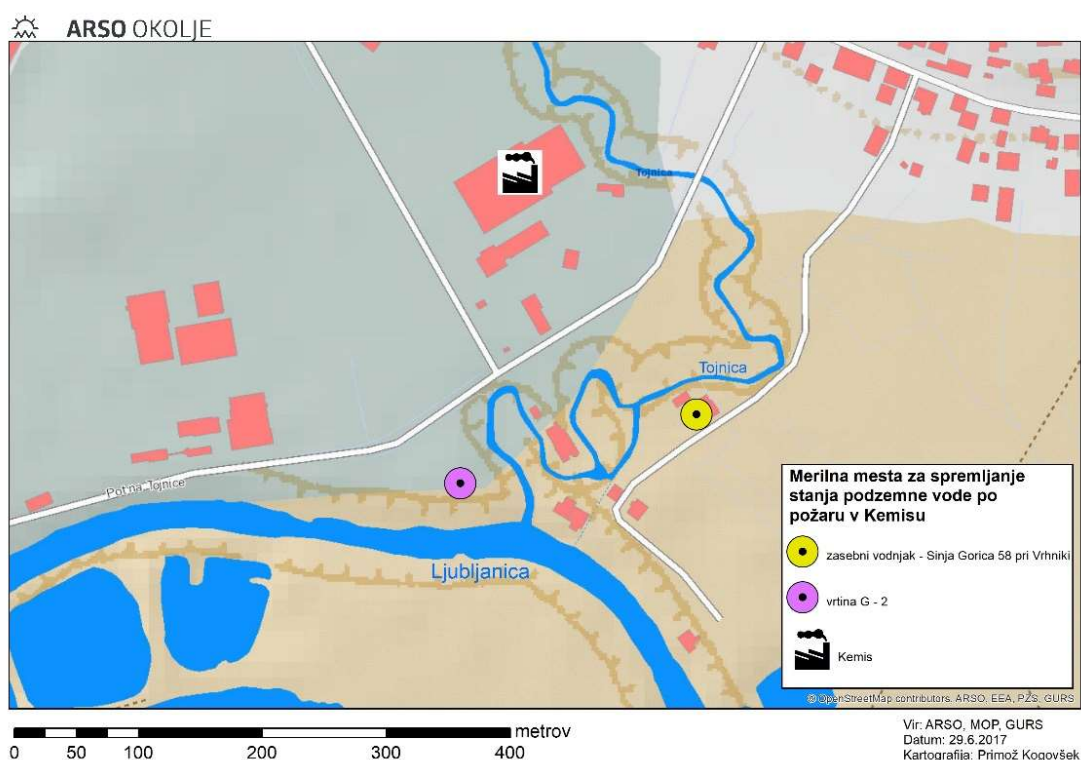 ARSO OKOLJE
Tojnica
Tojnica
Pot na Tojnice
Ljubljanica
Merilna mesta za spremljanje
stanja podzemne vode po
požaru v Kemisu
zasebni vodnjak - Sinja Gorica 58 pri Vrhniki
vrtina G - 2
Kemis
© OpenStreetMap contributors, ARSO, EEA, PZS, GURS
metrov
0 50 100 200 300 400
Vir: ARSO, MOP, GURS
Datum: 29.6.2017
Kartografija: Primož Kogovšek